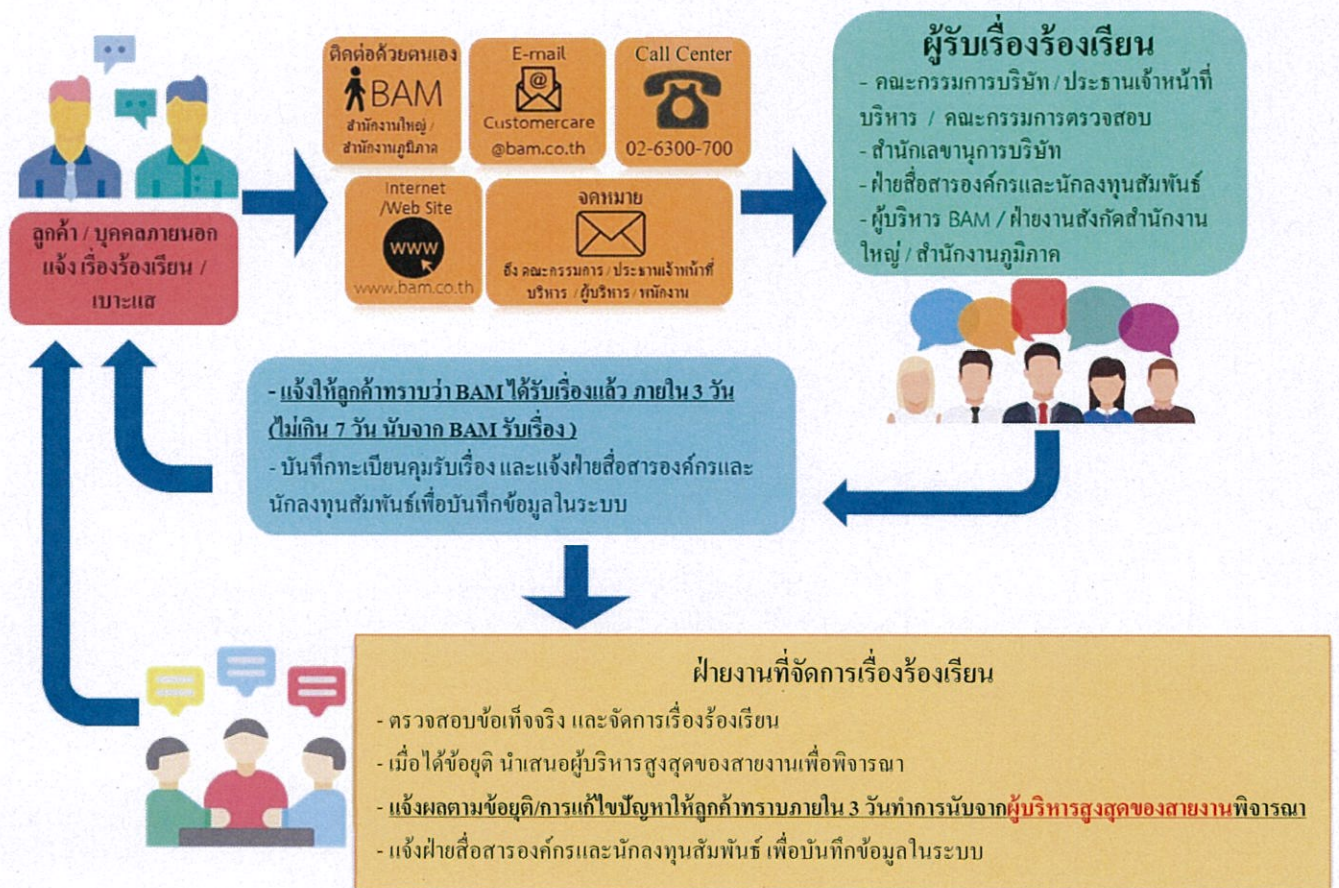 ลูกค้า / บุคคลภายนอก
แจ้ง เรื่องร้องเรียน /
เบาะแส
ติดต่อด้วยตนเอง
BAM
สำนักงานใหญ่ /
สำนักงานภูมิภาค
E-mail
@
Customercare
@bam.co.th
Call Center
02-6300-700
Internet
/Web Site
www
www.bam.co.th
จดหมาย
ถึง คณะกรรมการ / ประธานเจ้าหน้าที่
บริหาร / ผู้บริหาร / พนักงาน
ผู้รับเรื่องร้องเรียน
- คณะกรรมการบริษัท / ประธานเจ้าหน้าที่
บริหาร / คณะกรรมการตรวจสอบ
- สำนักเลขานุการบริษัท
- ฝ่ายสื่อสารองค์กรและนักลงทุนสัมพันธ์
- ผู้บริหาร BAM / ฝ่ายงานสังกัดสำนักงาน
ใหญ่ / สำนักงานภูมิภาค
- แจ้งให้ลูกค้าทราบว่า BAM ได้รับเรื่องแล้ว ภายใน 3 วัน
(ไม่เกิน 7 วัน นับจาก BAM รับเรื่อง )
- บันทึกทะเบียนคุมรับเรื่อง และแจ้งฝ่ายสื่อสารองค์กรและ
นักลงทุนสัมพันธ์เพื่อบันทึกข้อมูลในระบบ
ฝ่ายงานที่จัดการเรื่องร้องเรียน
- ตรวจสอบข้อเท็จจริง และจัดการเรื่องร้องเรียน
- เมื่อได้ข้อยุติ นำเสนอผู้บริหารสูงสุดของสายงานเพื่อพิจารณา
- แจ้งผลตามข้อยุติ/การแก้ไขปัญหาให้ลูกค้าทราบภายใน 3 วันทำการนับจากผู้บริหารสูงสุดของสายงานพิจารณา
- แจ้งฝ่ายสื่อสารองค์กรและนักลงทุนสัมพันธ์ เพื่อบันทึกข้อมูลในระบบ